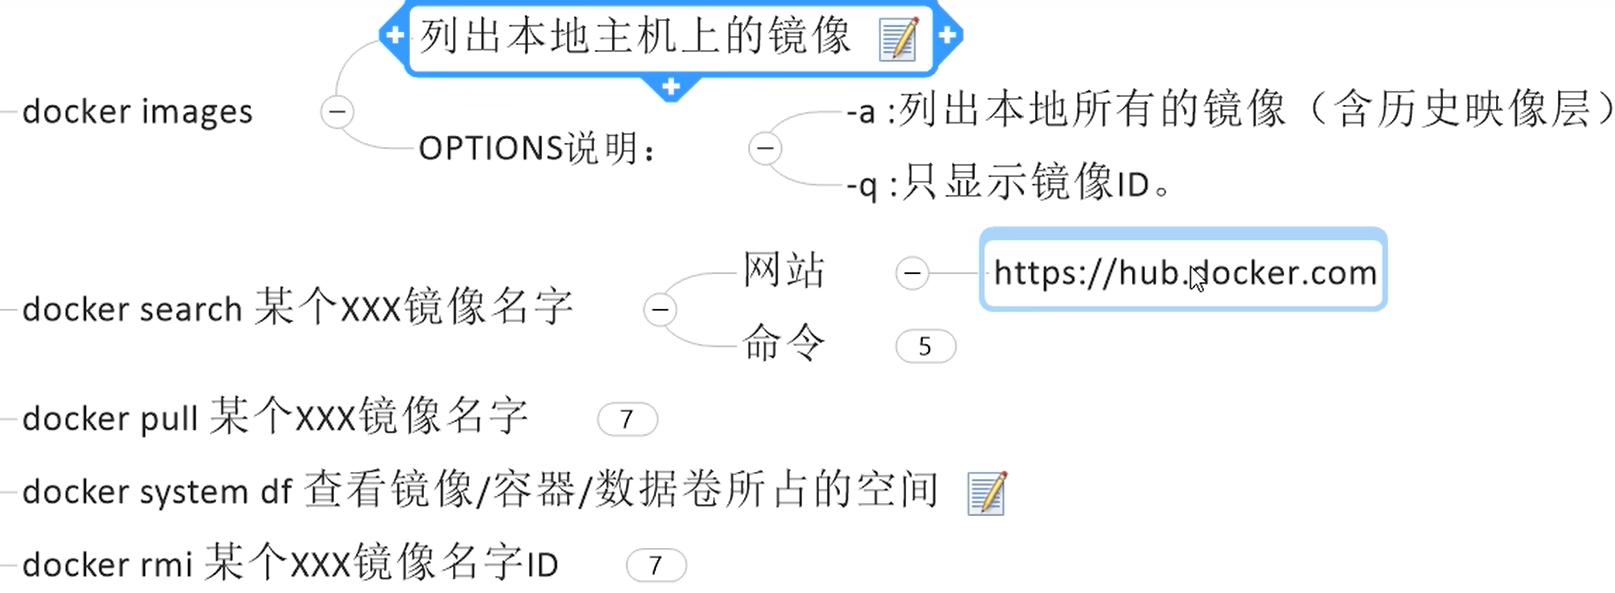 列出本地主机上的镜像
docker images
OPTIONS说明：
-a :列出本地所有的镜像（含历史映像层）
-q :只显示镜像ID。
docker search 某个XXX镜像名字
网站
https://hub.docker.com
命令
5
docker pull 某个XXX镜像名字
7
docker system df 查看镜像/容器/数据卷所占的空间
docker rmi 某个XXX镜像名字ID
7